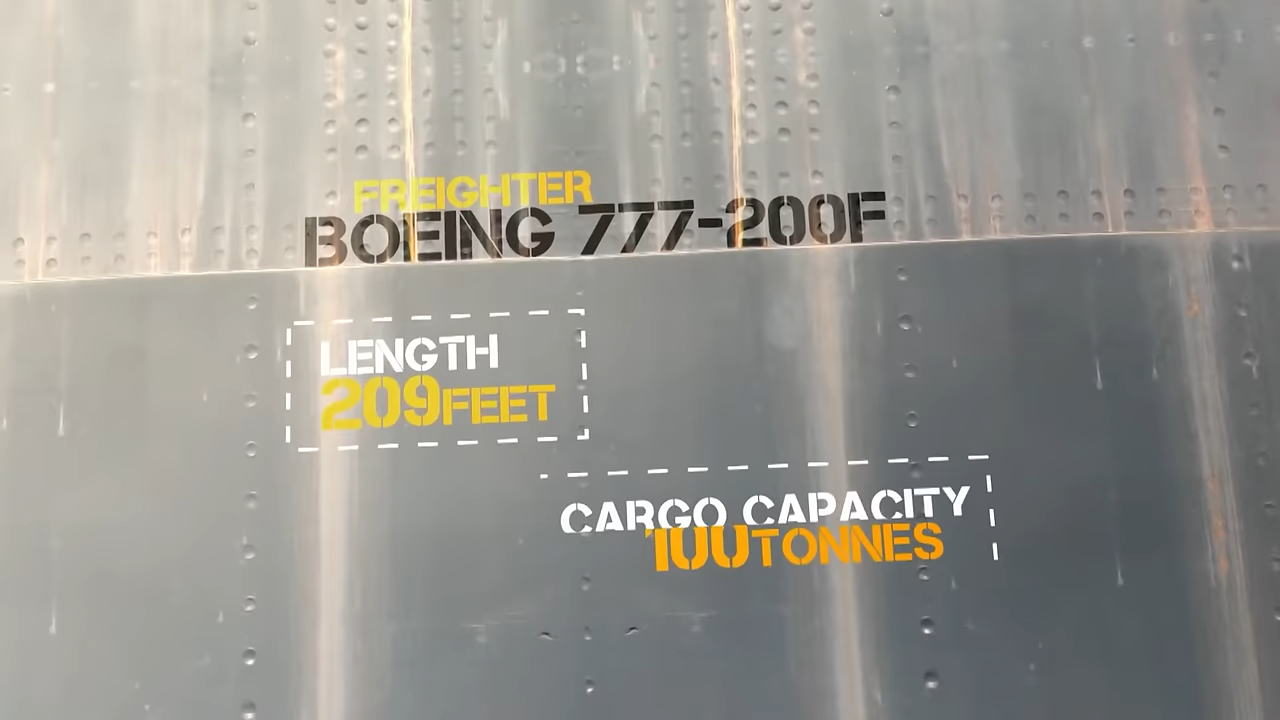 FREIGHTER
BOEING 777-200F
LENGTH
209FEET
CARGO CAPACITY
100TONNES